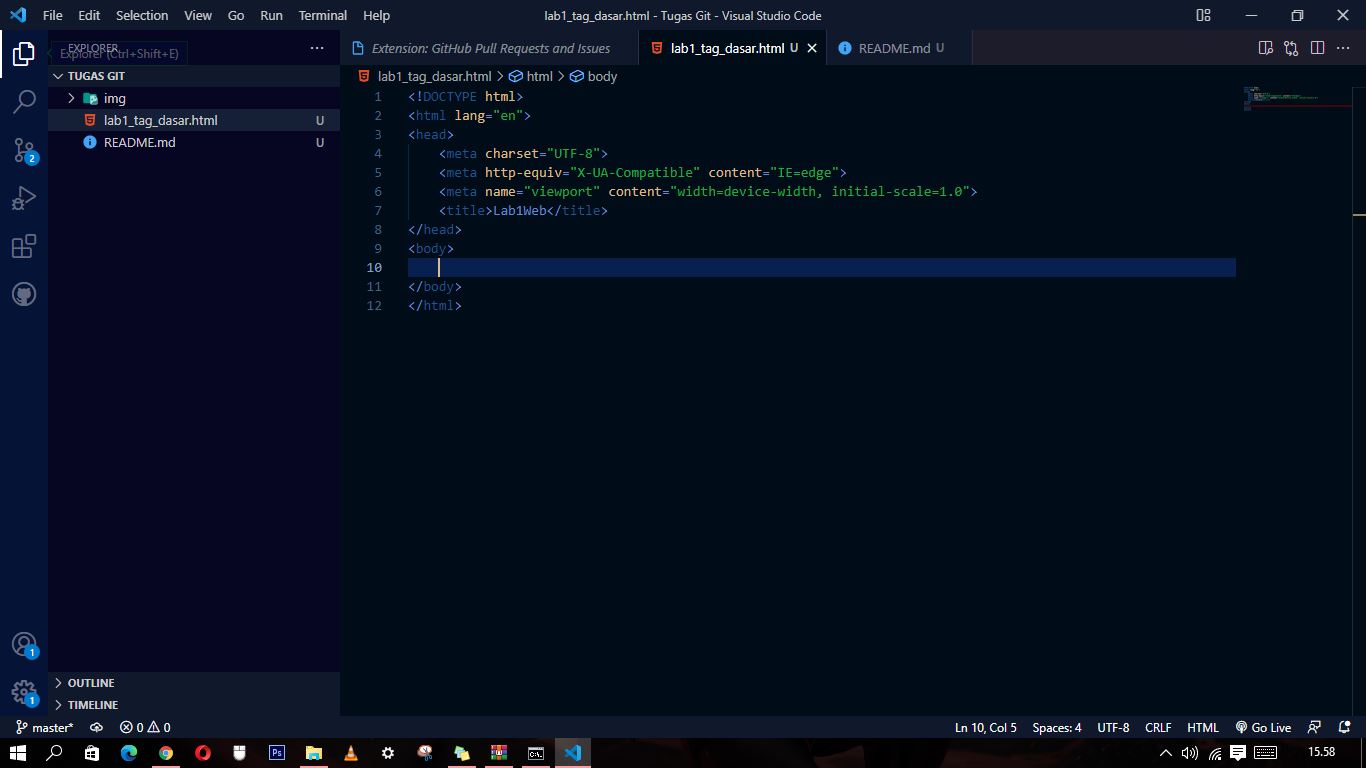 File Edit Selection View Go Run Terminal Help lab1_tag_dasar.html - Tugas Git - Visual Studio Code
EXPLORER
Explorer (Ctrl+Shift+E)
Extension: GitHub Pull Requests and Issues lab1_tag_dasar.html U README.md U
TUGAS GIT
img
lab1_tag_dasar.html U
README.md U
lab1_tag_dasar.html > html > body
1 <!DOCTYPE html>
2 <html lang="en">
3 <head>
4 <meta charset="UTF-8">
5 <meta http-equiv="X-UA-Compatible" content="IE=edge">
6 <meta name="viewport" content="width=device-width, initial-scale=1.0">
7 <title>Lab1Web</title>
8 </head>
9 <body>
10
11 </body>
12 </html>
2
1
1
OUTLINE
TIMELINE
master* 0 0 Ln 10, Col 5 Spaces: 4 UTF-8 CRLF HTML Go Live
Ps
15.58